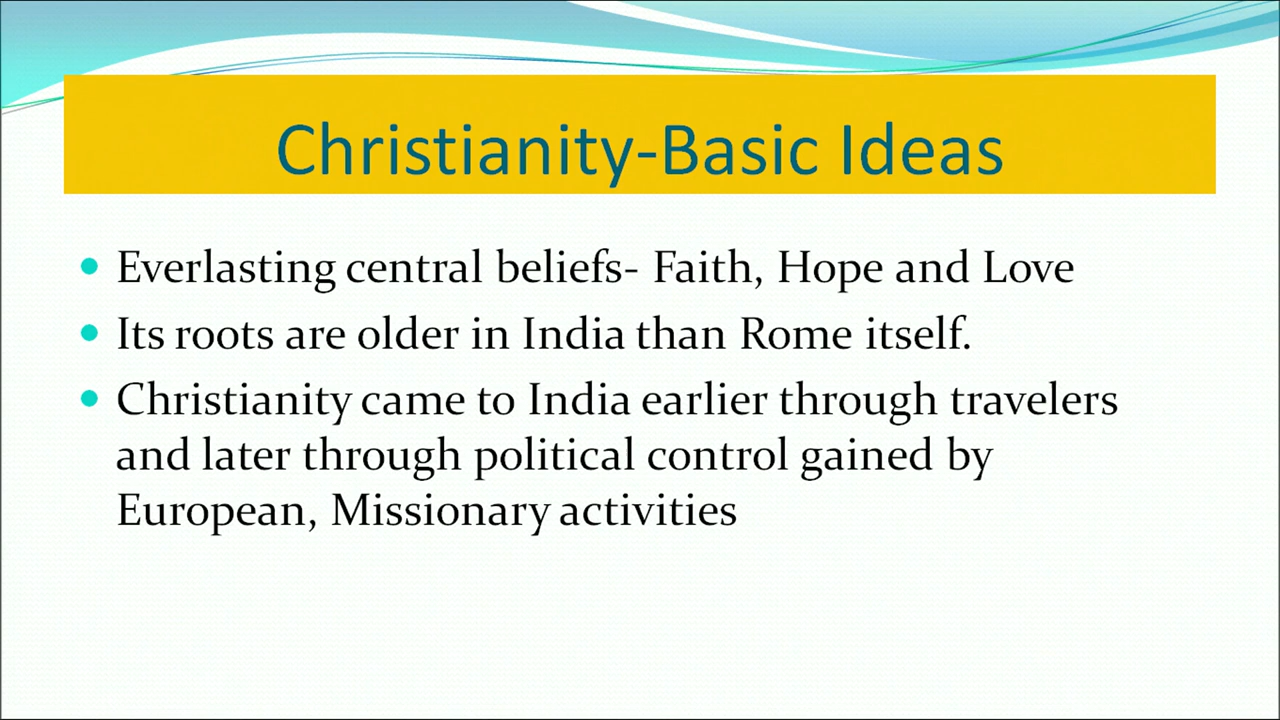 Christianity-Basic Ideas
Everlasting central beliefs- Faith, Hope and Love
Its roots are older in India than Rome itself.
Christianity came to India earlier through travelers
and later through political control gained by
European, Missionary activities